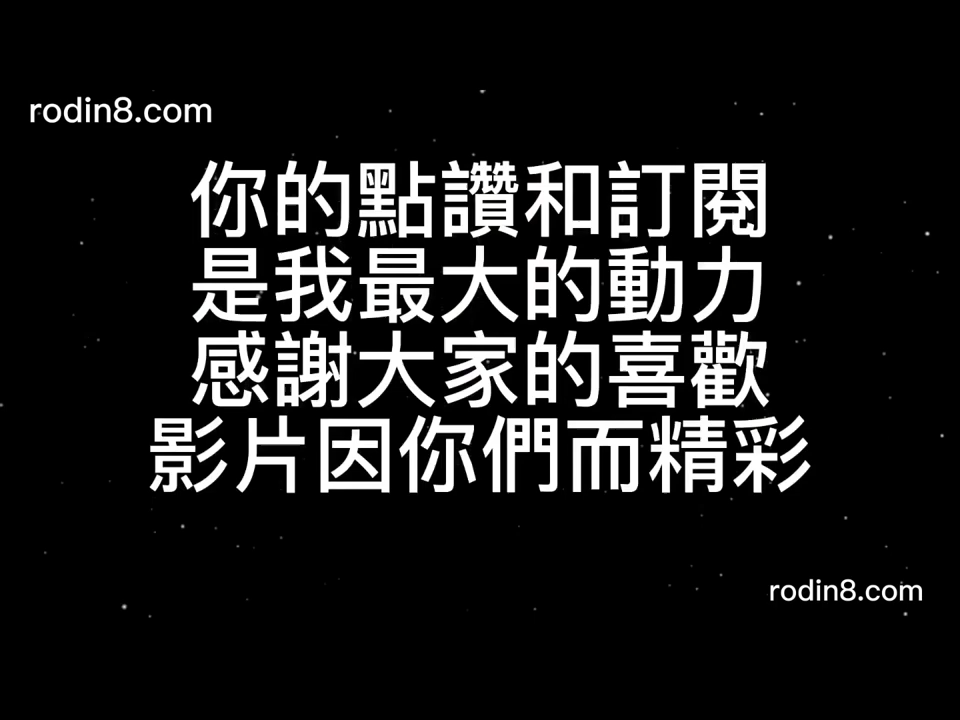 rodin8.com
你的點讚和訂閱
是我最大的動力
感謝大家的喜歡
影片因你們而精彩
rodin8.com